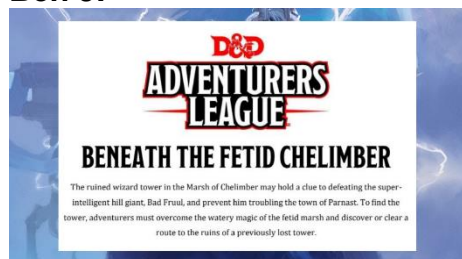 D&D
ADVENTURERS
LEAGUE
BENEATH THE FETID CHELIMBER
The ruined wizard tower in the Marsh of Chelimber may hold a clue to defeating the super-
intelligent hill giant, Bad Fruul, and prevent him troubling the town of Parnast. To find the
tower, adventurers must overcome the watery magic of the fetid marsh and discover or clear a
route to the ruins of a previously lost tower.